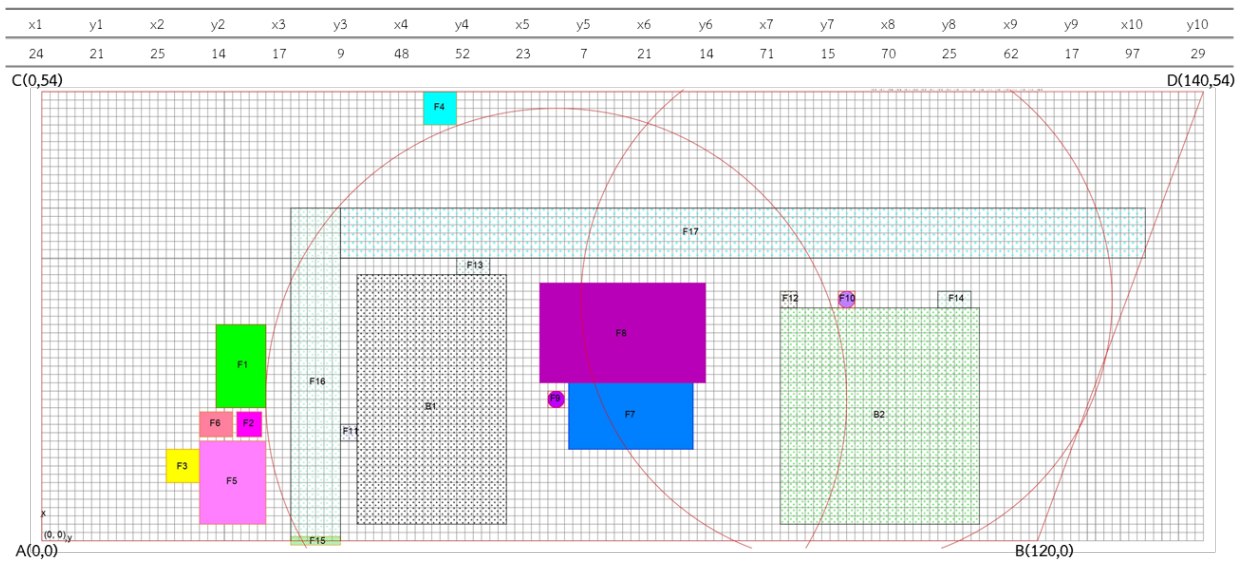 x1 y1 x2 y2 x3 y3 x4 y4 x5 y5 x6 y6 x7 y7 x8 y8 x9 y9 x10 y10
24 21 25 14 17 9 48 52 23 7 21 14 71 15 70 25 62 17 97 29
C(0,54) D(140,54)
F4
F17
F13
F12 F10 F14
F8
F1
F16
F9
B1
F7
B2
F6 F2
F11
F3
F5
x
(0, 0),y
F15
A(0,0) B(120,0)